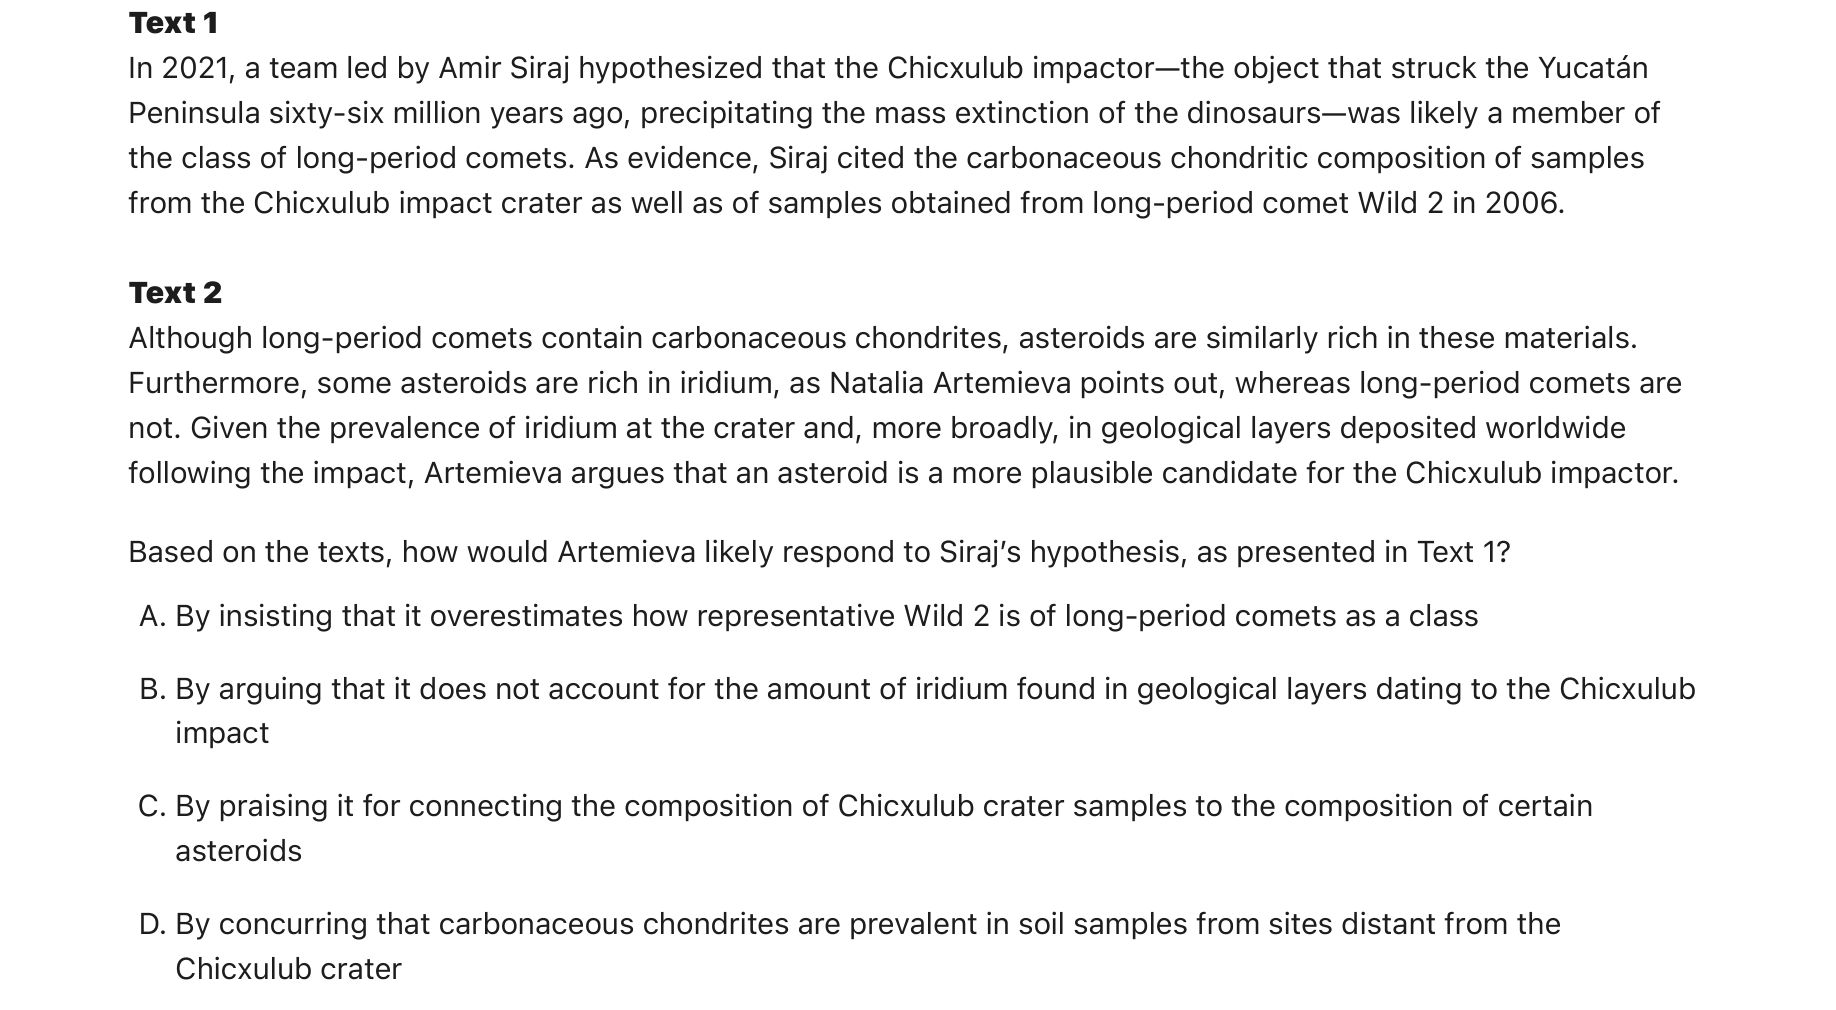 Text 1
In 2021, a team led by Amir Siraj hypothesized that the Chicxulub impactor—the object that struck the Yucatán
Peninsula sixty-six million years ago, precipitating the mass extinction of the dinosaurs—was likely a member of
the class of long-period comets. As evidence, Siraj cited the carbonaceous chondritic composition of samples
from the Chicxulub impact crater as well as of samples obtained from long-period comet Wild 2 in 2006.
Text 2
Although long-period comets contain carbonaceous chondrites, asteroids are similarly rich in these materials.
Furthermore, some asteroids are rich in iridium, as Natalia Artemieva points out, whereas long-period comets are
not. Given the prevalence of iridium at the crater and, more broadly, in geological layers deposited worldwide
following the impact, Artemieva argues that an asteroid is a more plausible candidate for the Chicxulub impactor.
Based on the texts, how would Artemieva likely respond to Siraj’s hypothesis, as presented in Text 1?
A. By insisting that it overestimates how representative Wild 2 is of long-period comets as a class
B. By arguing that it does not account for the amount of iridium found in geological layers dating to the Chicxulub
impact
C. By praising it for connecting the composition of Chicxulub crater samples to the composition of certain
asteroids
D. By concurring that carbonaceous chondrites are prevalent in soil samples from sites distant from the
Chicxulub crater